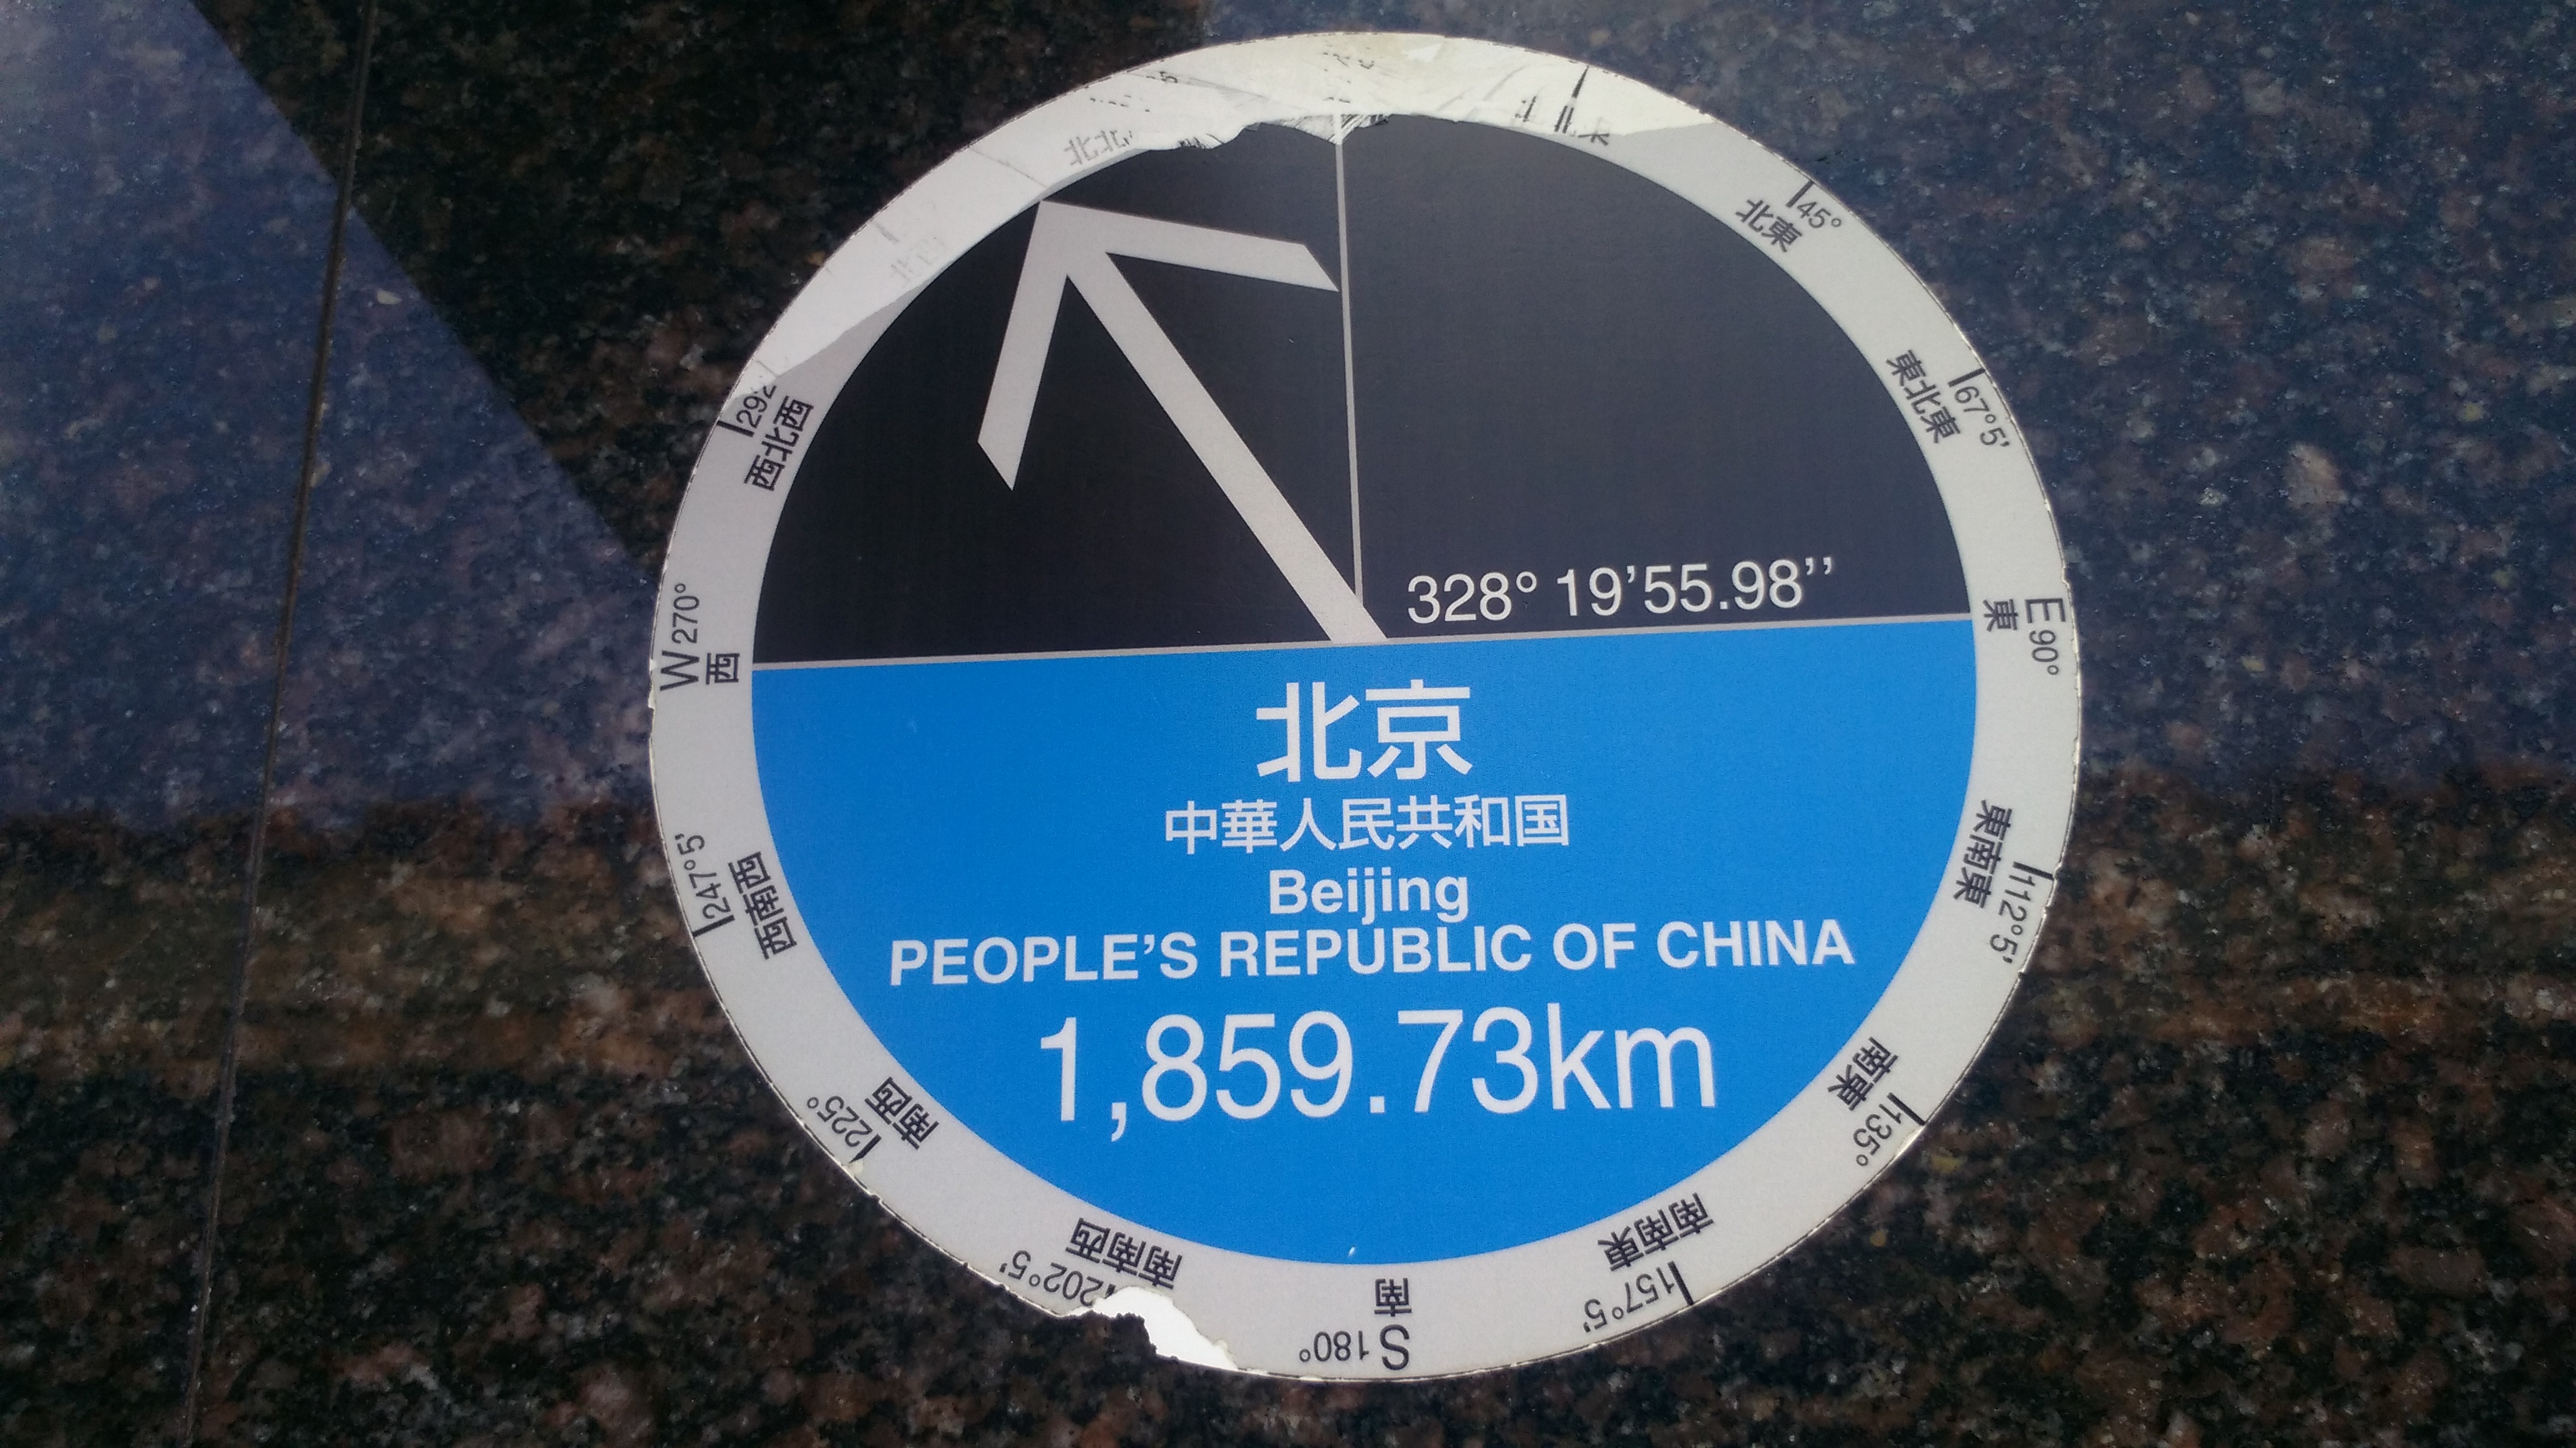 328° 19’55.98’’
北京
中華人民共和国
Beijing
PEOPLE’S REPUBLIC OF CHINA
1,859.73km
45°
北東
67°5'
東北東
E 90°
東
112°5'
東南東
135°
南東
157°5'
南南東
S 180°
南
202°5'
南南西
225°
南西
247°5'
西南西
W 270°
西
292
西北西